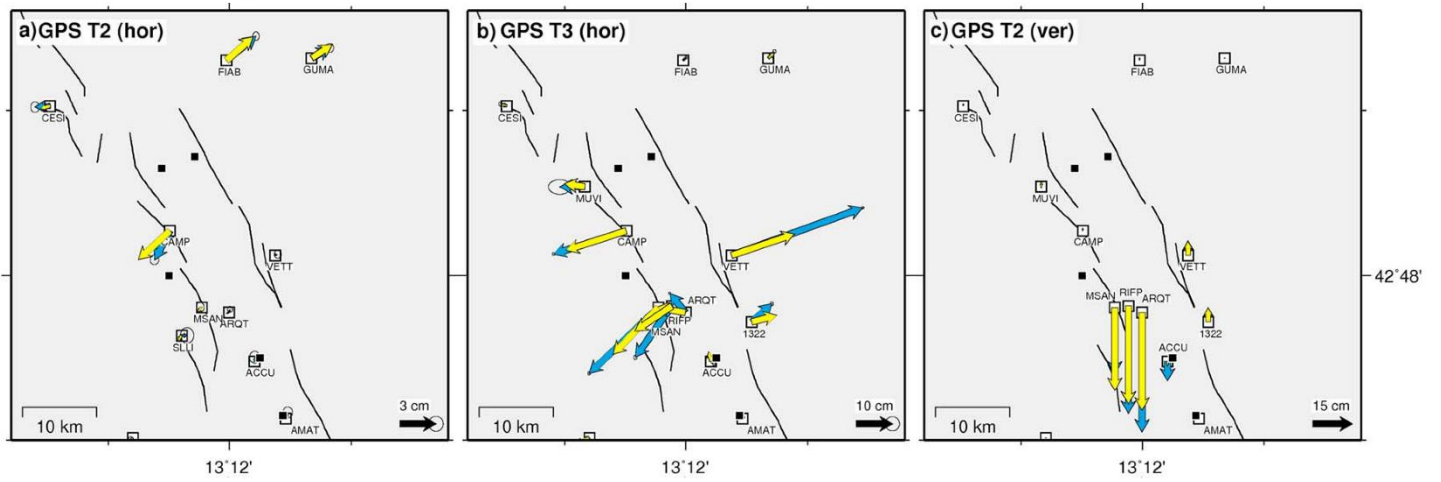 a) GPS T2 (hor)
FIAB
GUMA
CESI
CAMP
VETT
MSAN
ARQT
SLLI
ACCU
AMAT
10 km
3 cm
13°12'
b) GPS T3 (hor)
FIAB
GUMA
CESI
MUVI
CAMP
VETT
ARQT
RIFP
MSAN
1322
ACCU
10 km
10 cm
AMAT
13°12'
c) GPS T2 (ver)
FIAB
GUMA
CESI
MUVI
CAMP
VETT
MSAN RIFP ARQT
1322
ACCU
AMAT
10 km
15 cm
42°48'
13°12'